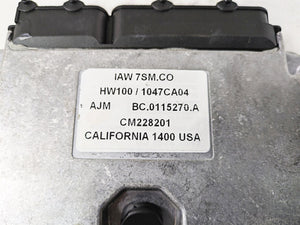 IAW 7SM.CO
HW100 / 1047CA04
AJM BC.0115270.A
CM228201
CALIFORNIA 1400 USA